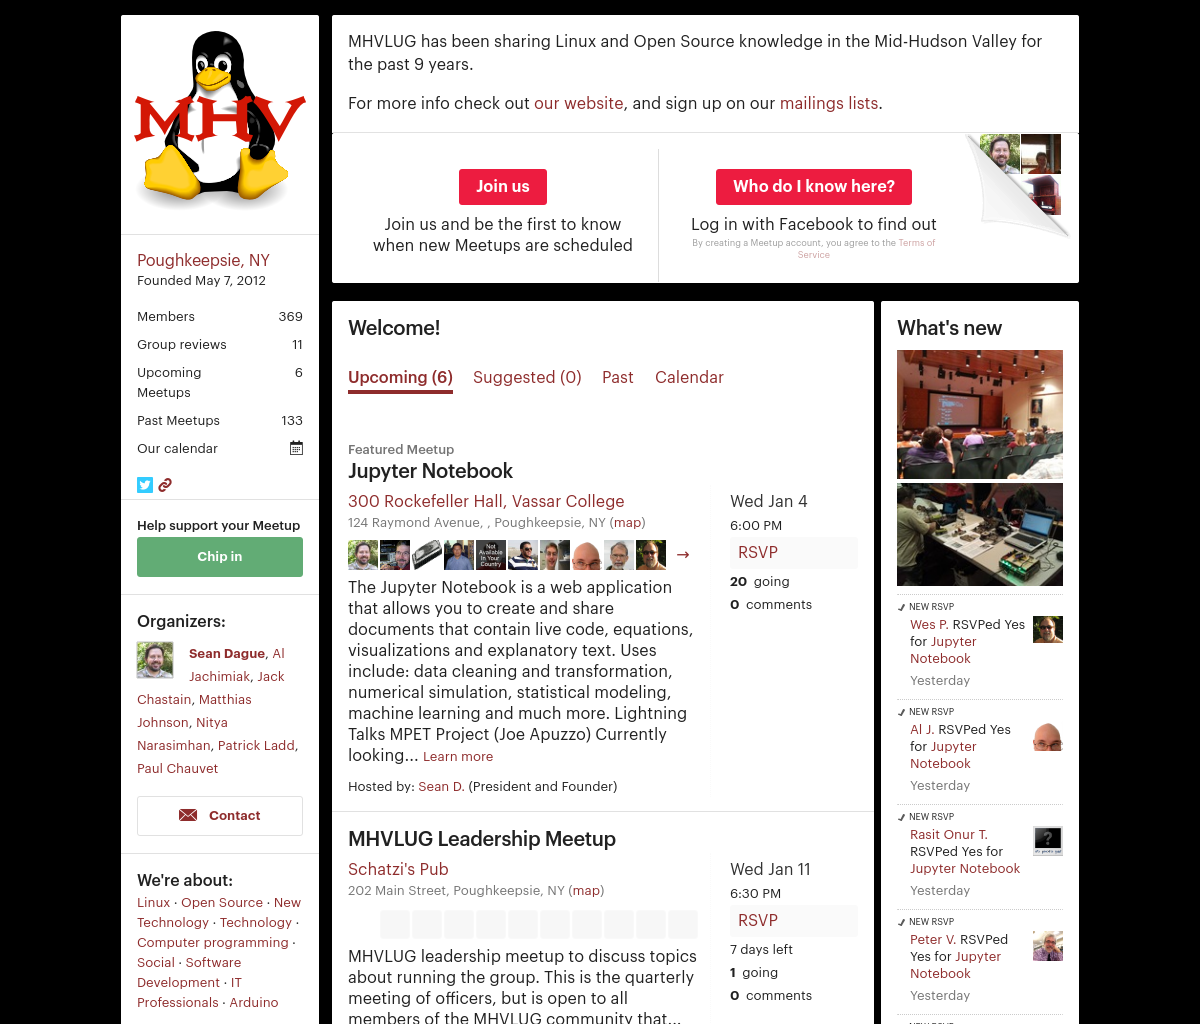 MHV
Poughkeepsie, NY
Founded May 7, 2012
Members 369
Group reviews 11
Upcoming 6
Meetups
Past Meetups 133
Our calendar
Help support your Meetup
Chip in
Organizers:
Sean Dague, Al
Jachimiak, Jack
Chastain, Matthias
Johnson, Nitya
Narasimhan, Patrick Ladd,
Paul Chauvet
Contact
We're about:
Linux · Open Source · New
Technology · Technology ·
Computer programming ·
Social · Software
Development · IT
Professionals · Arduino
MHVLUG has been sharing Linux and Open Source knowledge in the Mid-Hudson Valley for
the past 9 years.
For more info check out our website, and sign up on our mailings lists.
Join us
Join us and be the first to know
when new Meetups are scheduled
Who do I know here?
Log in with Facebook to find out
By creating a Meetup account, you agree to the Terms of
Service
Welcome!
Upcoming (6) Suggested (0) Past Calendar
Featured Meetup
Jupyter Notebook
300 Rockefeller Hall, Vassar College
124 Raymond Avenue, , Poughkeepsie, NY (map)
Not
Available
in Your
Country
→
The Jupyter Notebook is a web application
that allows you to create and share
documents that contain live code, equations,
visualizations and explanatory text. Uses
include: data cleaning and transformation,
numerical simulation, statistical modeling,
machine learning and much more. Lightning
Talks MPET Project (Joe Apuzzo) Currently
looking... Learn more
Hosted by: Sean D. (President and Founder)
Wed Jan 4
6:00 PM
RSVP
20 going
0 comments
MHVLUG Leadership Meetup
Schatzi's Pub
202 Main Street, Poughkeepsie, NY (map)
MHVLUG leadership meetup to discuss topics
about running the group. This is the quarterly
meeting of officers, but is open to all
members of the MHVLUG community that...
Wed Jan 11
6:30 PM
RSVP
7 days left
1 going
0 comments
What's new
NEW RSVP
Wes P. RSVPed Yes
for Jupyter
Notebook
Yesterday
NEW RSVP
Al J. RSVPed Yes
for Jupyter
Notebook
Yesterday
NEW RSVP
Rasit Onur T.
RSVPed Yes for
Jupyter Notebook
?
Yesterday
NEW RSVP
Peter V. RSVPed
Yes for Jupyter
Notebook
Yesterday
NEW RSVP